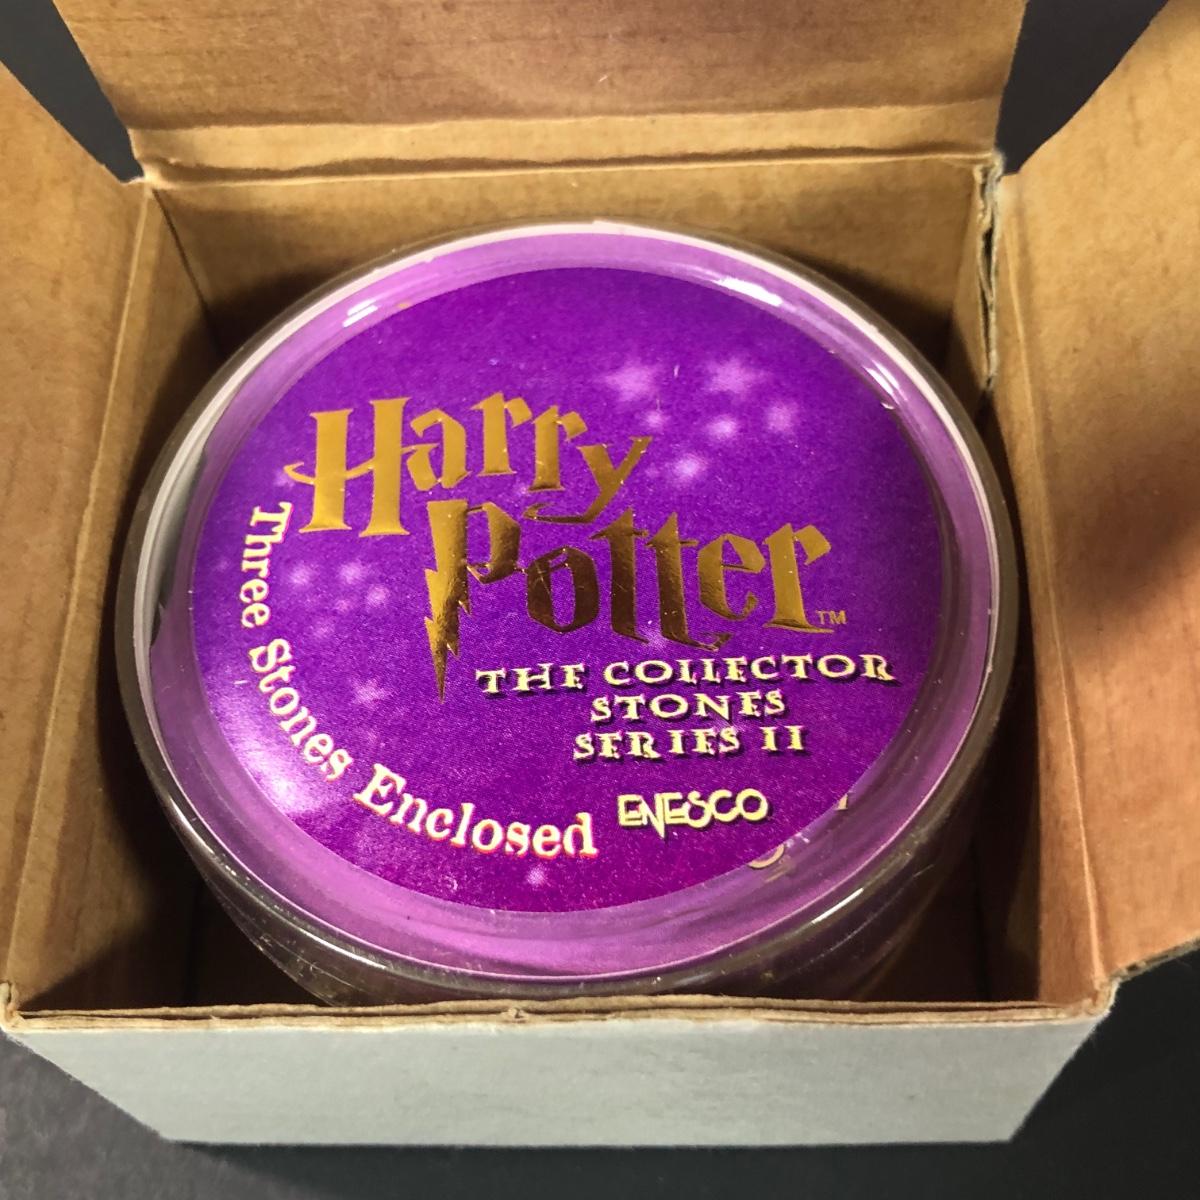 Harry
Potter™
THE COLLECTOR
STONES
SERIES II
ENESCO
Three Stones Enclosed